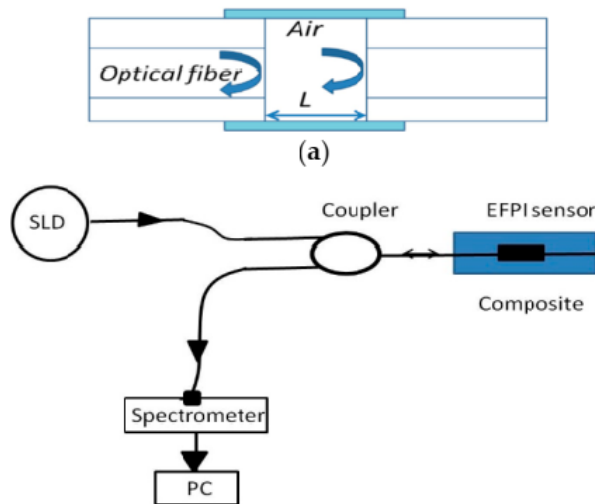 Air
Optical fiber
L
(a)
SLD
Coupler
EFPI sensor
Composite
Spectrometer
PC